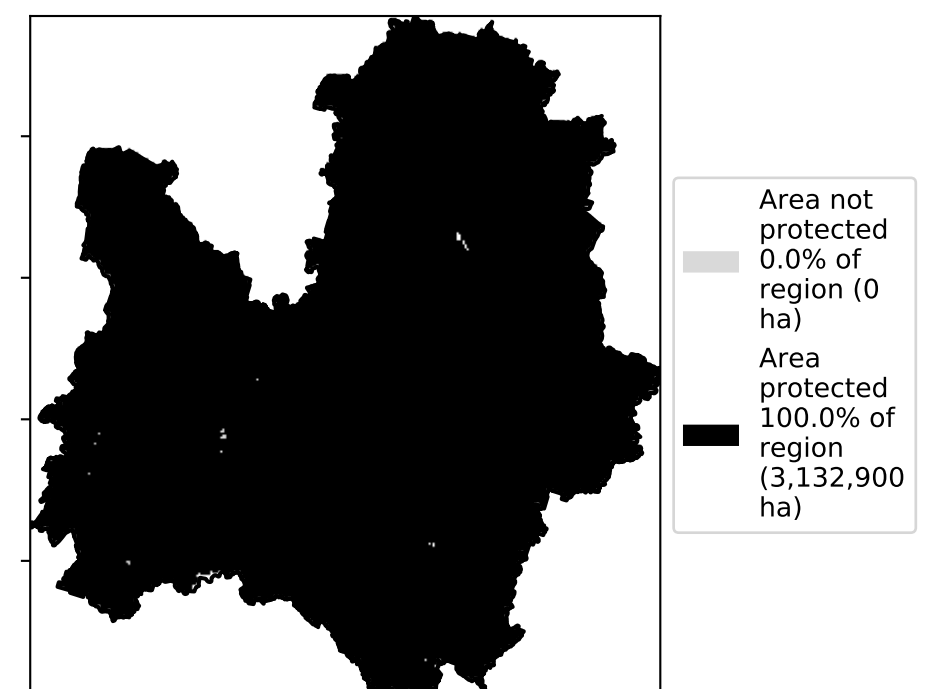 Area not
protected
0.0% of
region (0
ha)
Area
protected
100.0% of
region
(3,132,900
ha)